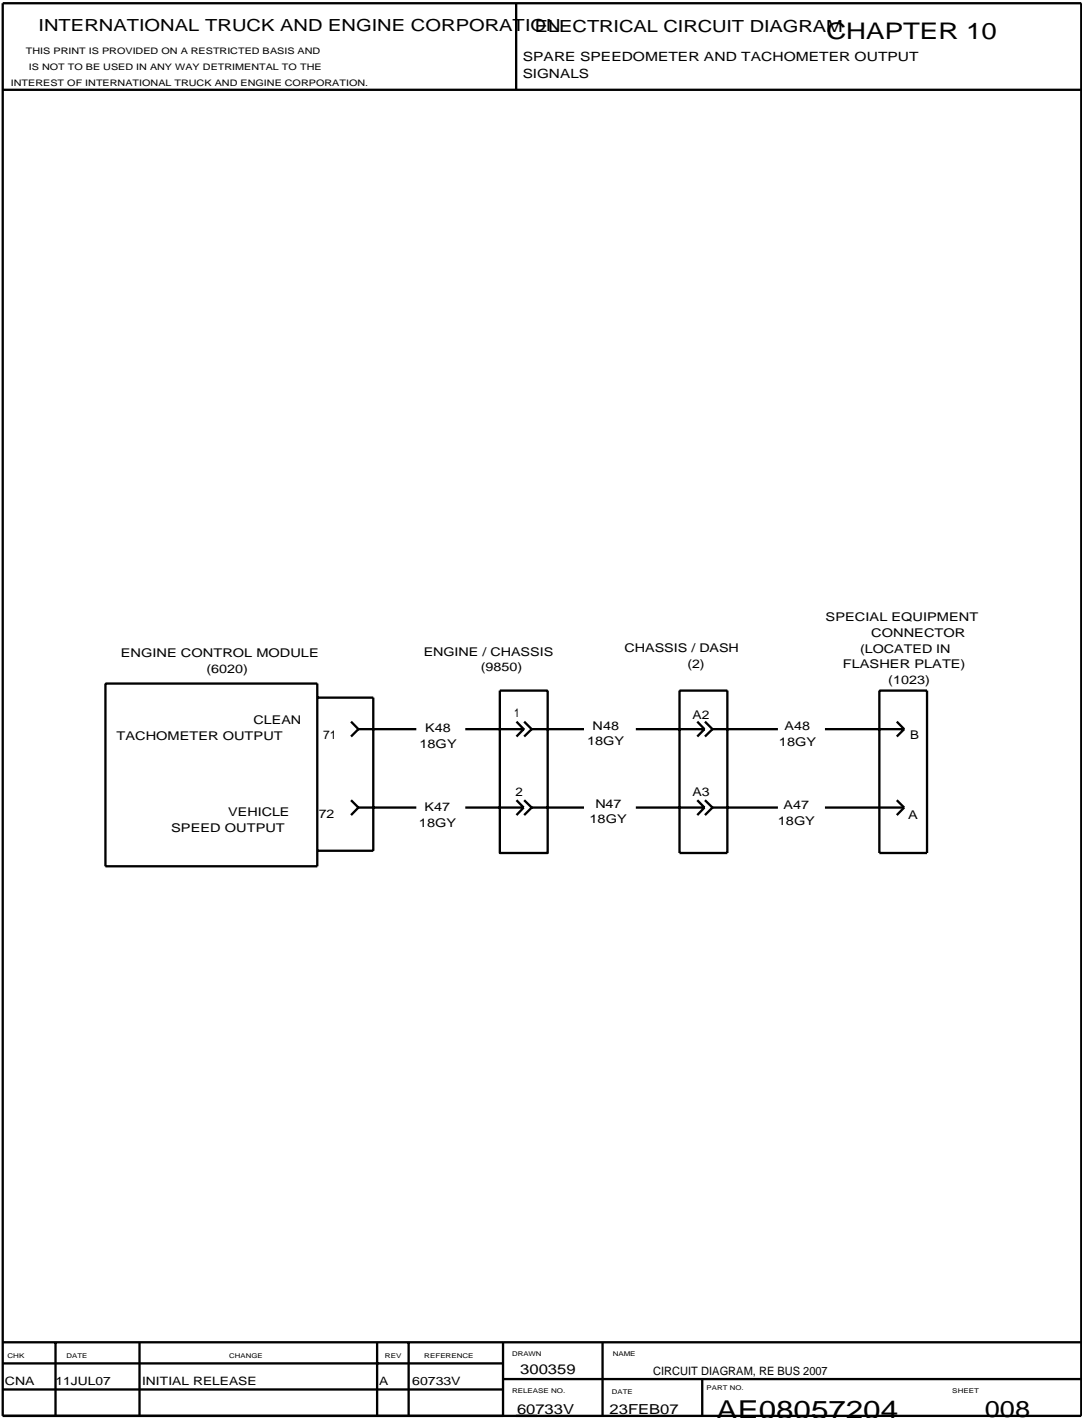 INTERNATIONAL TRUCK AND ENGINE CORPORATION
THIS PRINT IS PROVIDED ON A RESTRICTED BASIS AND
IS NOT TO BE USED IN ANY WAY DETRIMENTAL TO THE
INTEREST OF INTERNATIONAL TRUCK AND ENGINE CORPORATION.
ELECTRICAL CIRCUIT DIAGRAM
CHAPTER 10
SPARE SPEEDOMETER AND TACHOMETER OUTPUT
SIGNALS
ENGINE CONTROL MODULE
(6020)
CLEAN
TACHOMETER OUTPUT
71
VEHICLE
SPEED OUTPUT
72
K48
18GY
K47
18GY
ENGINE / CHASSIS
(9850)
1
2
N48
18GY
N47
18GY
CHASSIS / DASH
(2)
A2
A3
A48
18GY
A47
18GY
SPECIAL EQUIPMENT
CONNECTOR
(LOCATED IN
FLASHER PLATE)
(1023)
B
A
CHK DATE CHANGE REV REFERENCE
CNA 11JUL07 INITIAL RELEASE A 60733V
DRAWN
300359
NAME
CIRCUIT DIAGRAM, RE BUS 2007
RELEASE NO.
60733V
DATE
23FEB07
PART NO.
AE08057204
SHEET
008